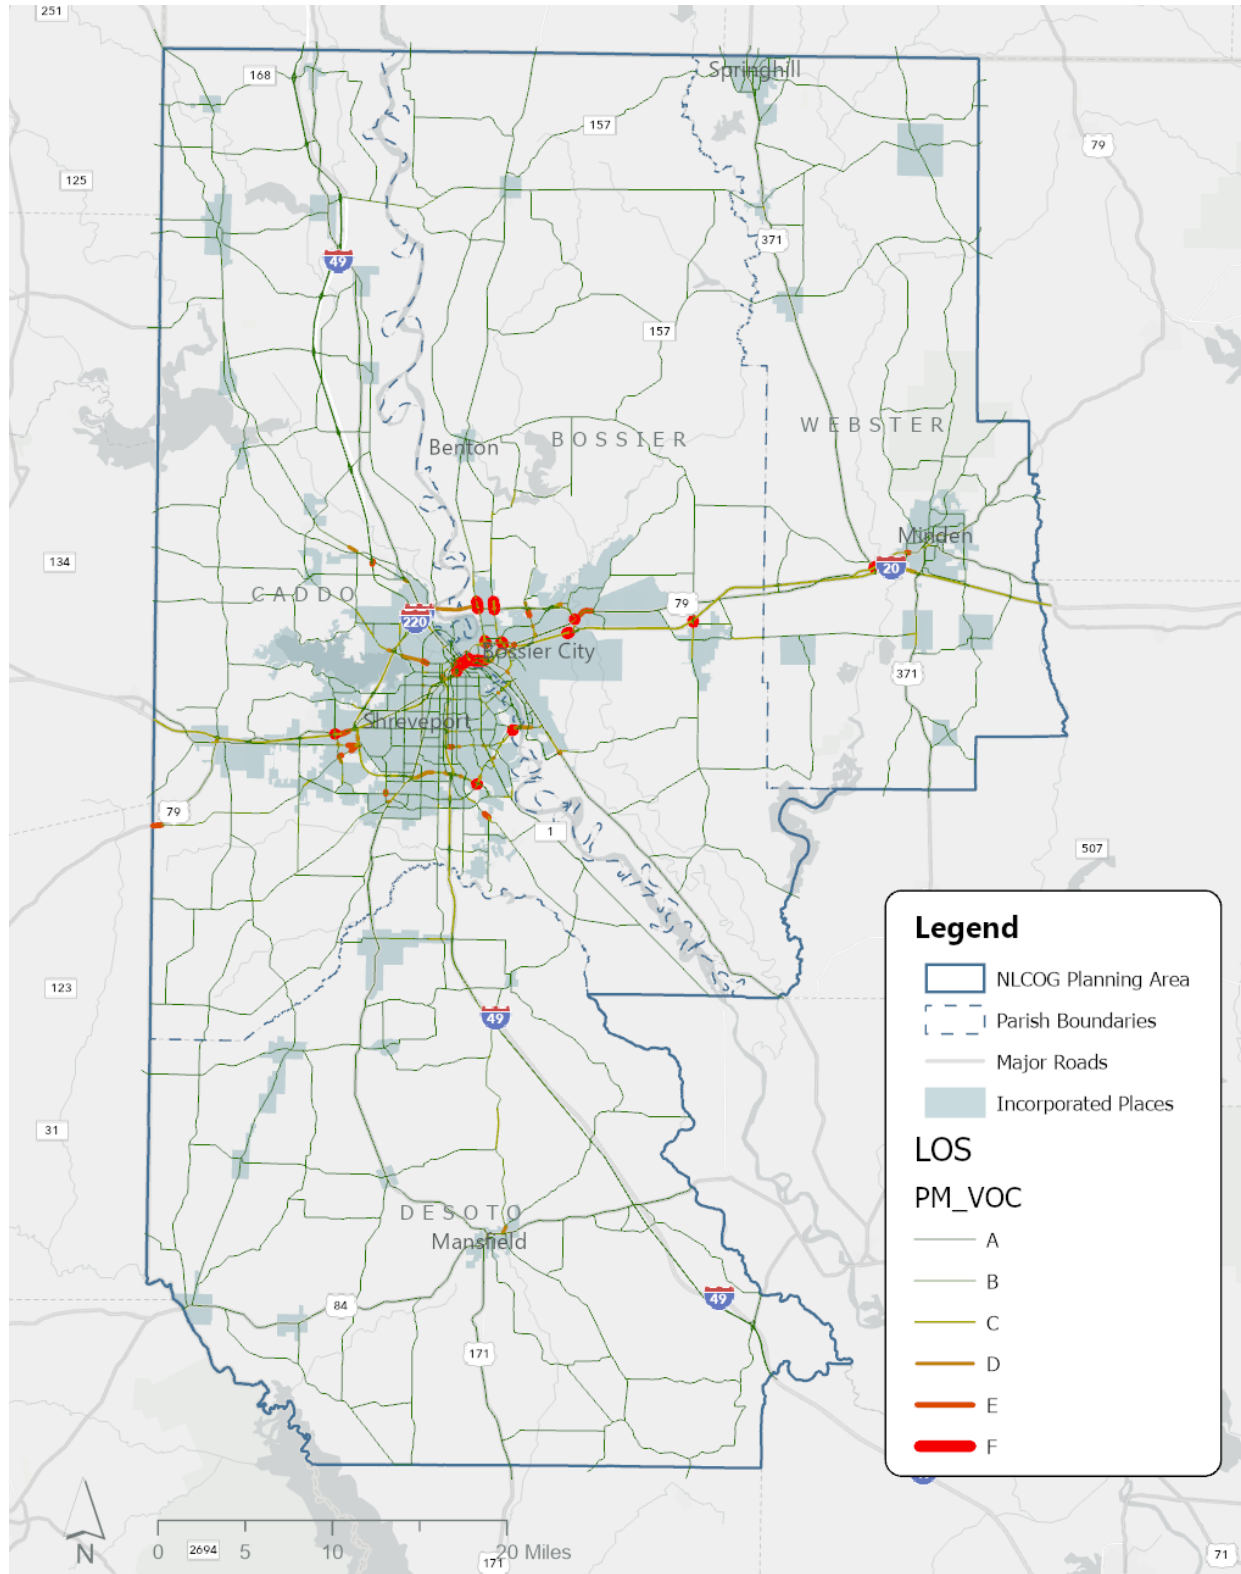 251
Springhill
168
157
79
125
371
49
157
WEBSTER
BOSSIER
Benton
Minden
134
20
CADDO
79
220
Bossier City
371
Shreveport
79
1
507
Legend
NLCOG Planning Area
123
49
Parish Boundaries
Major Roads
Incorporated Places
31
LOS
PM_VOC
DESOTO
A
Mansfield
B
49
84
C
171
D
E
F
N
0 2694 5 10 20 Miles
171
71